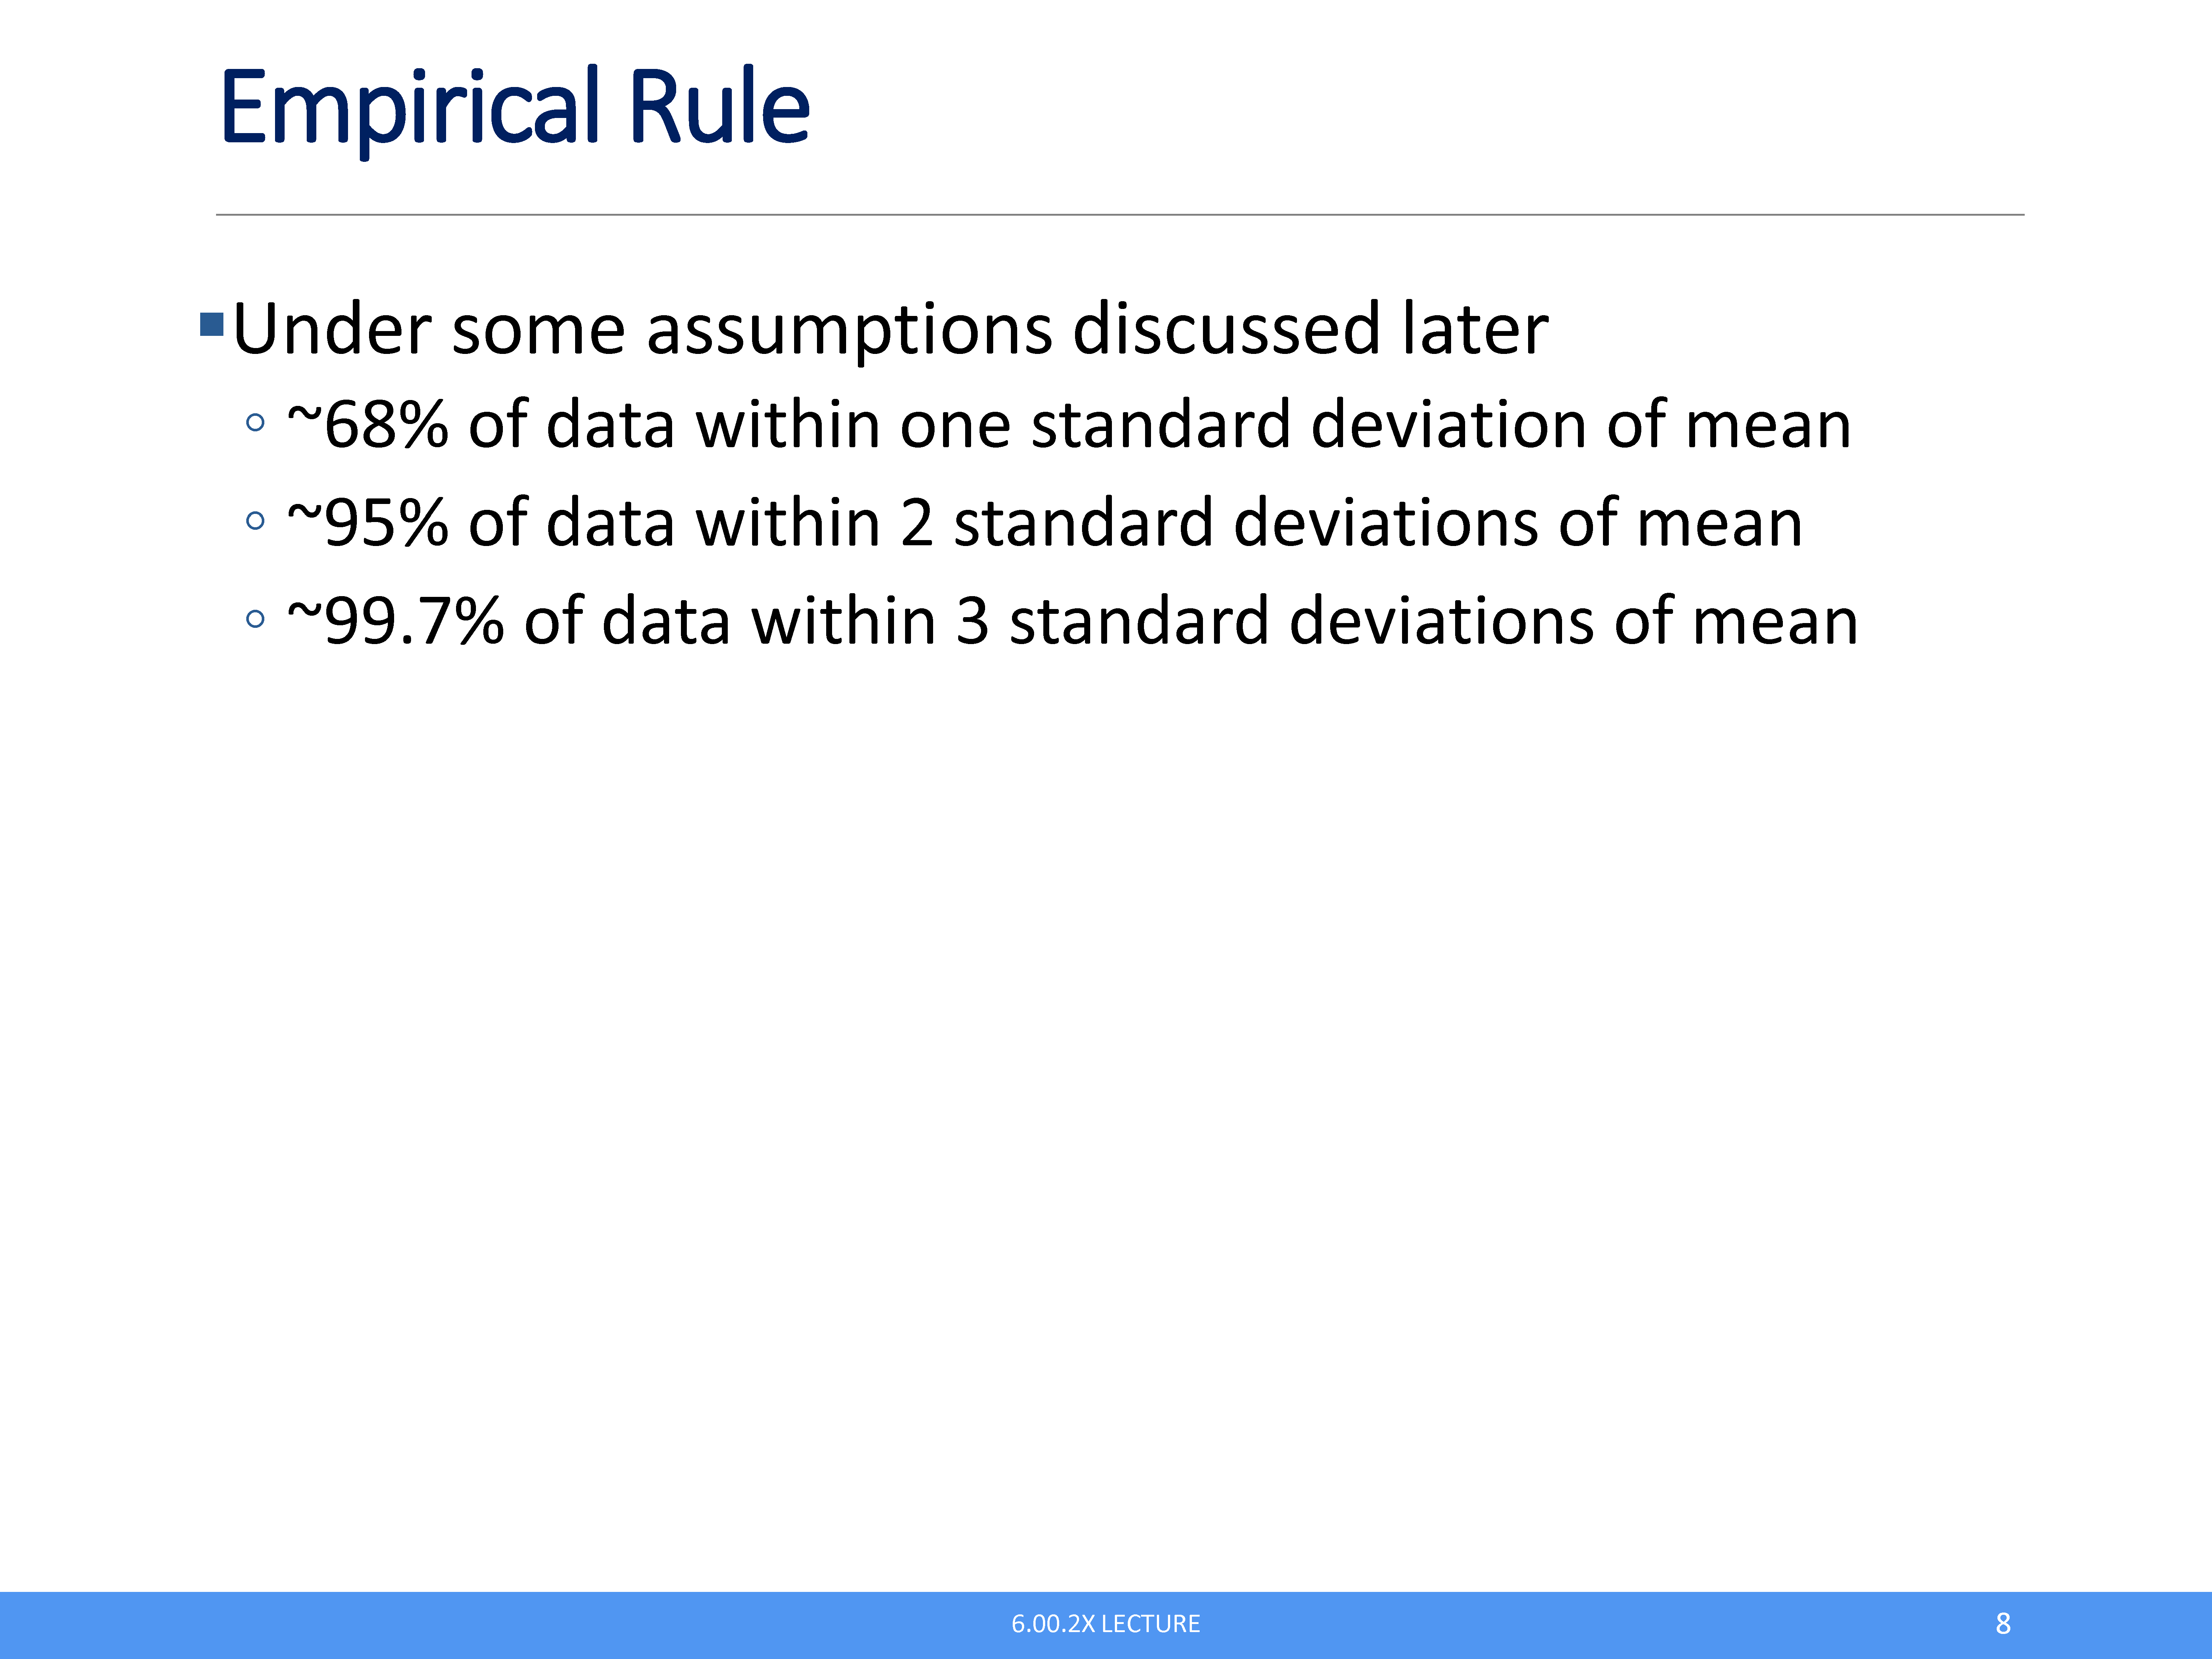 Empirical Rule
▪Under some assumptions discussed later
◦ ~68% of data within one standard deviation of mean
◦ ~95% of data within 2 standard deviations of mean
◦ ~99.7% of data within 3 standard deviations of mean
6.00.2X LECTURE
8